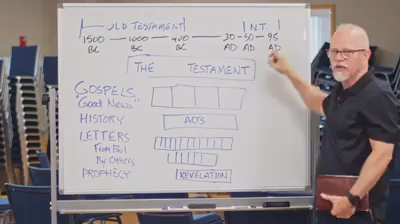 OLD TESTAMENT N.T.
1500 BC 1000 BC 400 BC 30 AD 50 AD 95 AD
THE TESTAMENT
GOSPELS
"Good News"
HISTORY ACTS
LETTERS
From Paul
By Others
PROPHECY REVELATION